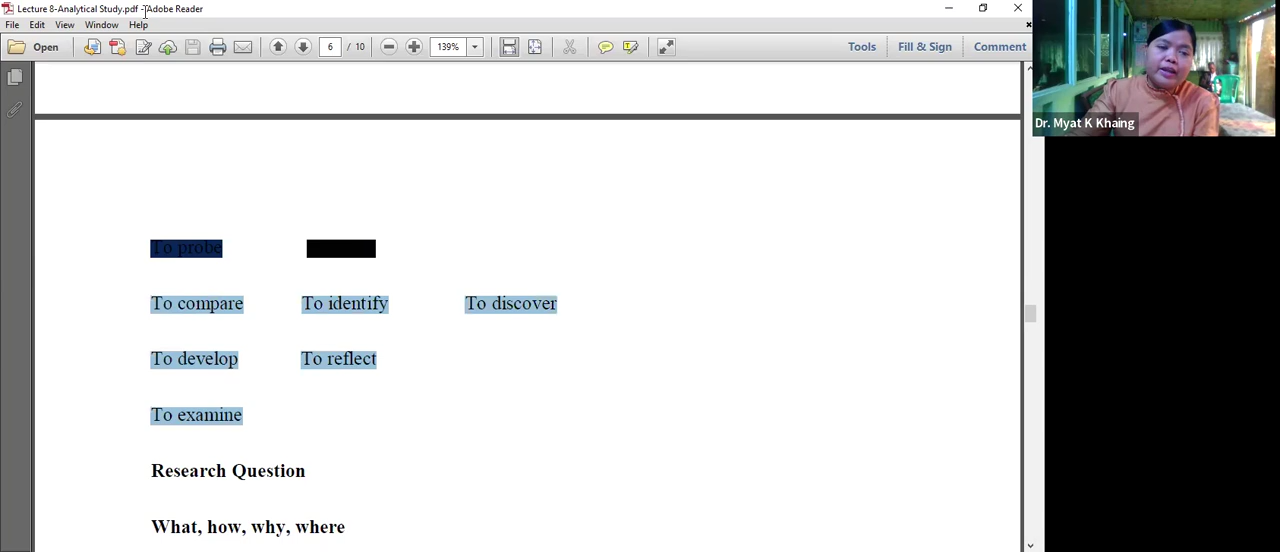 Lecture 8-Analytical Study.pdf - Adobe Reader
File Edit View Window Help
Open 6 / 10 139% Tools Fill & Sign Comment
Dr. Myat K Khaing
To probe
To compare To identify To discover
To develop To reflect
To examine
Research Question
What, how, why, where